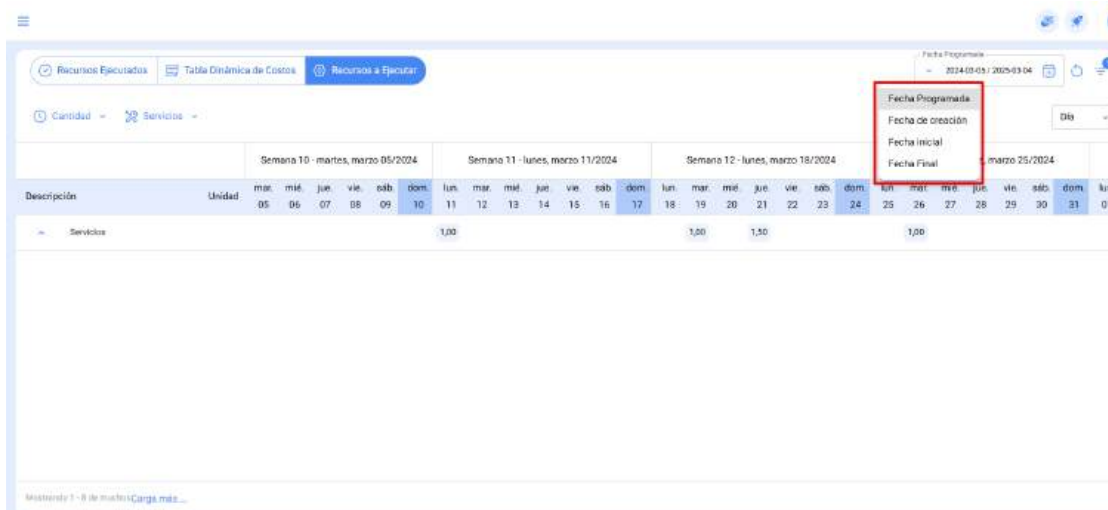 Fecha Programada
Recursos Ejecutados Tabla Dinámica de Costos Recursos a Ejecutar 2024-03-05 / 2025-03-04
Fecha Programada
Cantidad Servicios Fecha de creación Día
Fecha Inicial
Semana 10 - martes, marzo 05/2024 Semana 11 - lunes, marzo 11/2024 Semana 12 - lunes, marzo 18/2024 Fecha Final marzo 25/2024
Descripción Unidad mar. mié. jue. vie. sáb. dom. lun. mar. mié. jue. vie. sáb. dom. lun. mar. mié. jue. vie. sáb. dom. lun. mar. mié. jue. vie. sáb. dom.
05 06 07 08 09 10 11 12 13 14 15 16 17 18 19 20 21 22 23 24 25 26 27 28 29 30 31
Servicios 1,00 1,00 1,50 1,00
Mostrando 1 - 8 de muchos Carga más ...